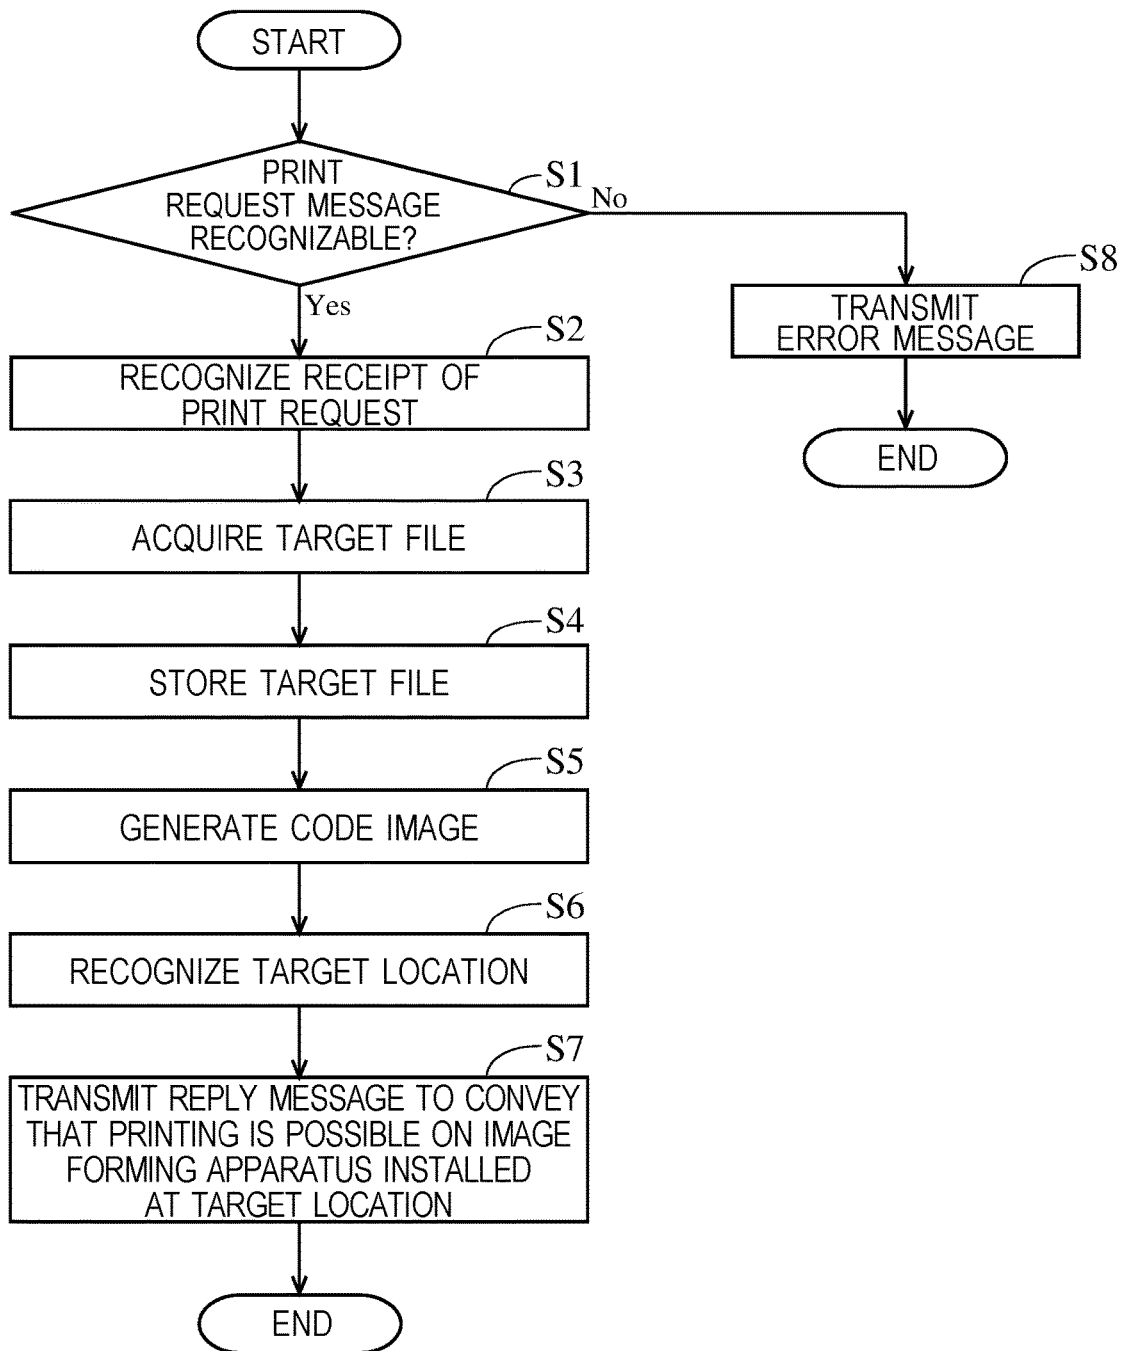 START
S1
PRINT
REQUEST MESSAGE
RECOGNIZABLE?
No
Yes
S8
TRANSMIT
ERROR MESSAGE
END
S2
RECOGNIZE RECEIPT OF
PRINT REQUEST
S3
ACQUIRE TARGET FILE
S4
STORE TARGET FILE
S5
GENERATE CODE IMAGE
S6
RECOGNIZE TARGET LOCATION
S7
TRANSMIT REPLY MESSAGE TO CONVEY
THAT PRINTING IS POSSIBLE ON IMAGE
FORMING APPARATUS INSTALLED
AT TARGET LOCATION
END